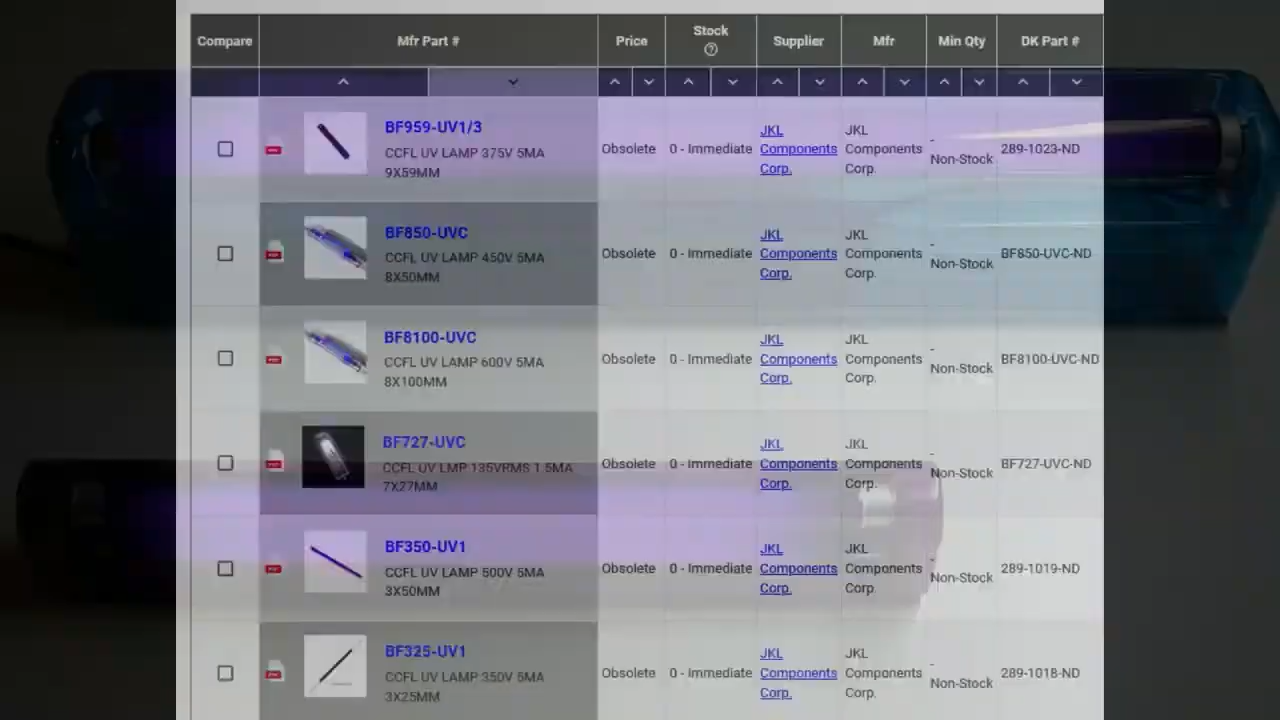 Compare Mfr Part # Price Stock Supplier Mfr Min Qty DK Part #
BF959-UV1/3
CCFL UV LAMP 375V 5MA
9X59MM
Obsolete
0 - Immediate
JKL
Components
Corp.
JKL
Components
Corp.
-
Non-Stock
289-1023-ND
BF850-UVC
CCFL UV LAMP 450V 5MA
8X50MM
Obsolete
0 - Immediate
JKL
Components
Corp.
JKL
Components
Corp.
-
Non-Stock
BF850-UVC-ND
BF8100-UVC
CCFL UV LAMP 600V 5MA
8X100MM
Obsolete
0 - Immediate
JKL
Components
Corp.
JKL
Components
Corp.
-
Non-Stock
BF8100-UVC-ND
BF727-UVC
CCFL UV LMP 135VRMS 1.5MA
7X27MM
Obsolete
0 - Immediate
JKL
Components
Corp.
JKL
Components
Corp.
-
Non-Stock
BF727-UVC-ND
BF350-UV1
CCFL UV LAMP 500V 5MA
3X50MM
Obsolete
0 - Immediate
JKL
Components
Corp.
JKL
Components
Corp.
-
Non-Stock
289-1019-ND
BF325-UV1
CCFL UV LAMP 350V 5MA
3X25MM
Obsolete
0 - Immediate
JKL
Components
Corp.
JKL
Components
Corp.
-
Non-Stock
289-1018-ND